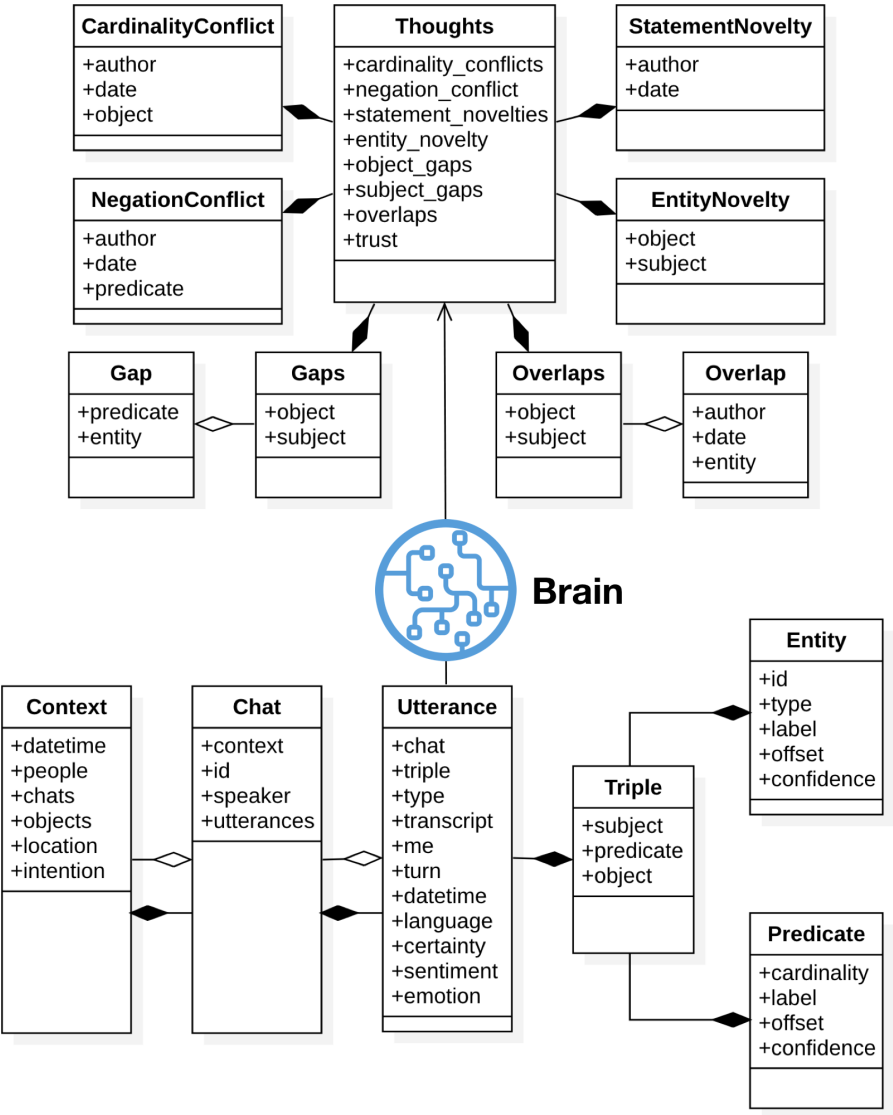 CardinalityConflict
+author
+date
+object
Thoughts
+cardinality_conflicts
+negation_conflict
+statement_novelties
+entity_novelty
+object_gaps
+subject_gaps
+overlaps
+trust
StatementNovelty
+author
+date
NegationConflict
+author
+date
+predicate
EntityNovelty
+object
+subject
Gap
+predicate
+entity
Gaps
+object
+subject
Overlaps
+object
+subject
Overlap
+author
+date
+entity
Brain
Context
+datetime
+people
+chats
+objects
+location
+intention
Chat
+context
+id
+speaker
+utterances
Utterance
+chat
+triple
+type
+transcript
+me
+turn
+datetime
+language
+certainty
+sentiment
+emotion
Triple
+subject
+predicate
+object
Entity
+id
+type
+label
+offset
+confidence
Predicate
+cardinality
+label
+offset
+confidence